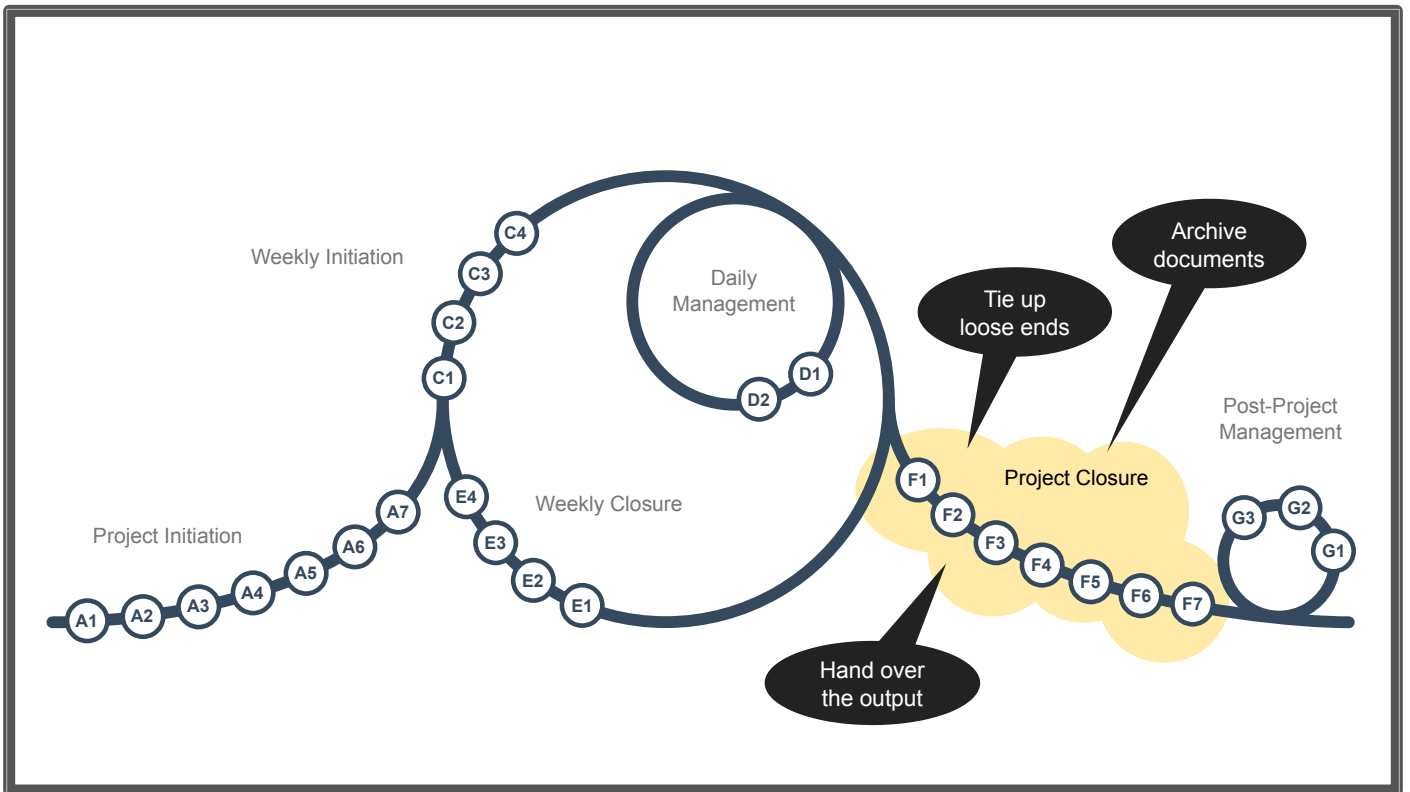 Archive
documents
C4
Weekly Initiation
C3
Daily
Management
Tie up
loose ends
C2
C1
D1
D2
Post-Project
Management
F1
Project Closure
E4
Weekly Closure
A7
F2
G3
G2
Project Initiation
E3
A6
F3
G1
A5
E2
F4
A4
F5
A3
E1
F6
F7
A2
A1
Hand over
the output